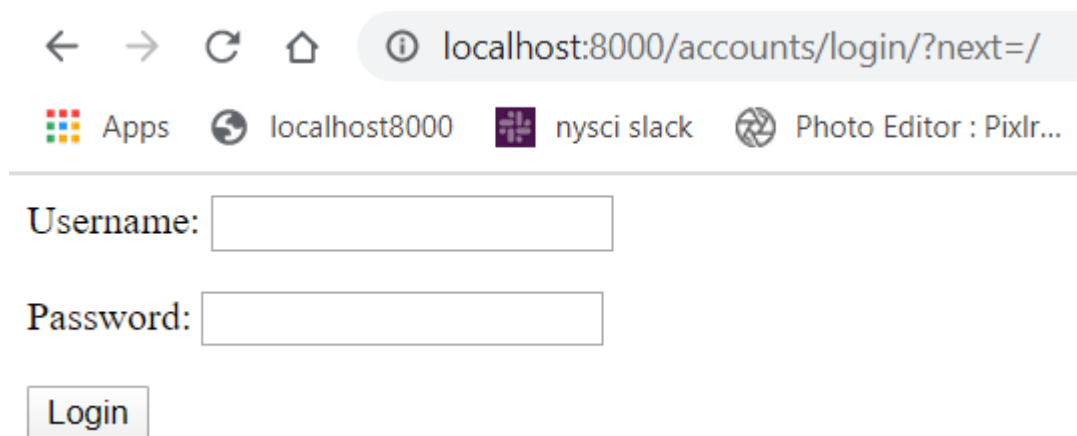 localhost:8000/accounts/login/?next=/
Apps localhost8000 nysci slack Photo Editor : Pixlr...
Username:
Password:
Login